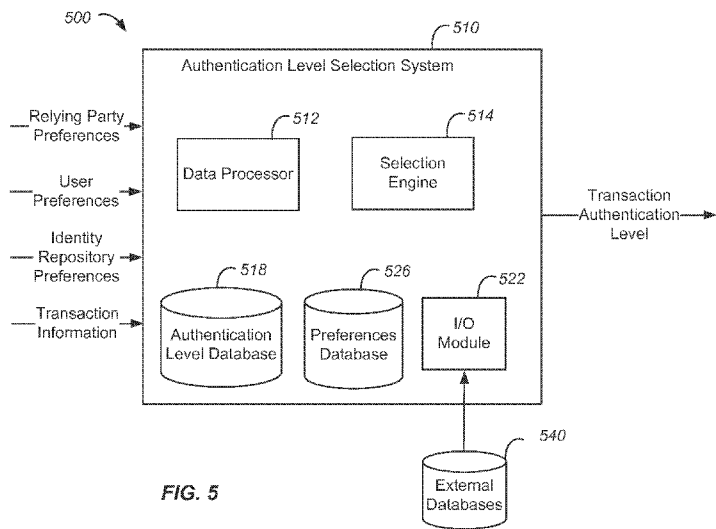 500
510
Authentication Level Selection System
Relying Party
Preferences
512
514
Data Processor
Selection
Engine
User
Preferences
Transaction
Authentication
Level
Identity
Repository
Preferences
518
526
522
Transaction
Information
Authentication
Level Database
Preferences
Database
I/O
Module
540
External
Databases
FIG. 5